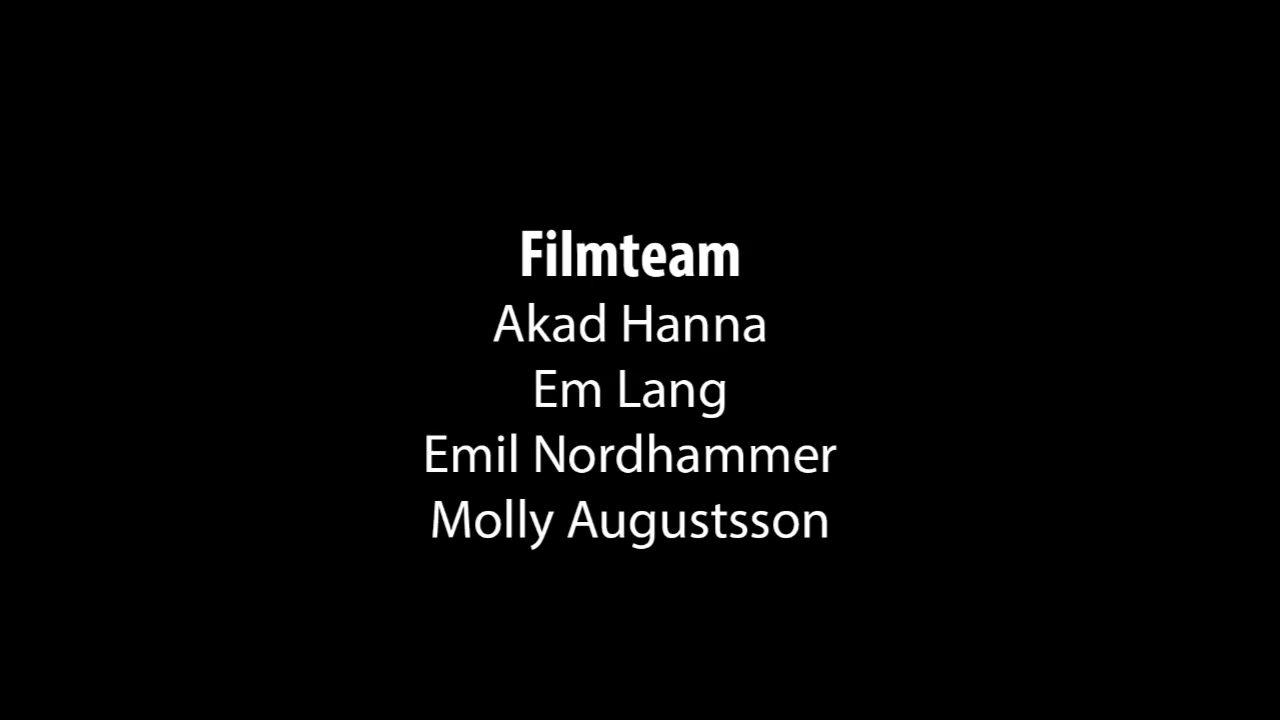 Filmteam
Akad Hanna
Em Lang
Emil Nordhammer
Molly Augustsson